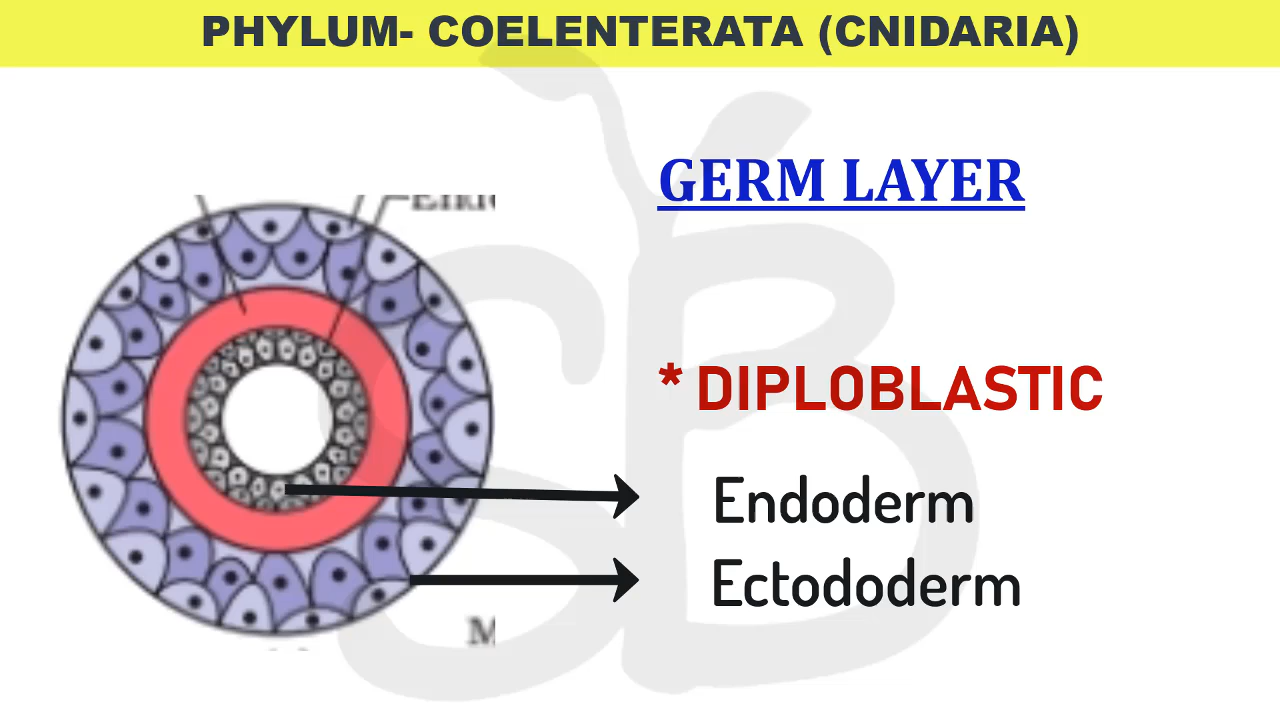 PHYLUM- COELENTERATA (CNIDARIA)
GERM LAYER
* DIPLOBLASTIC
Endoderm
Ectododerm
M